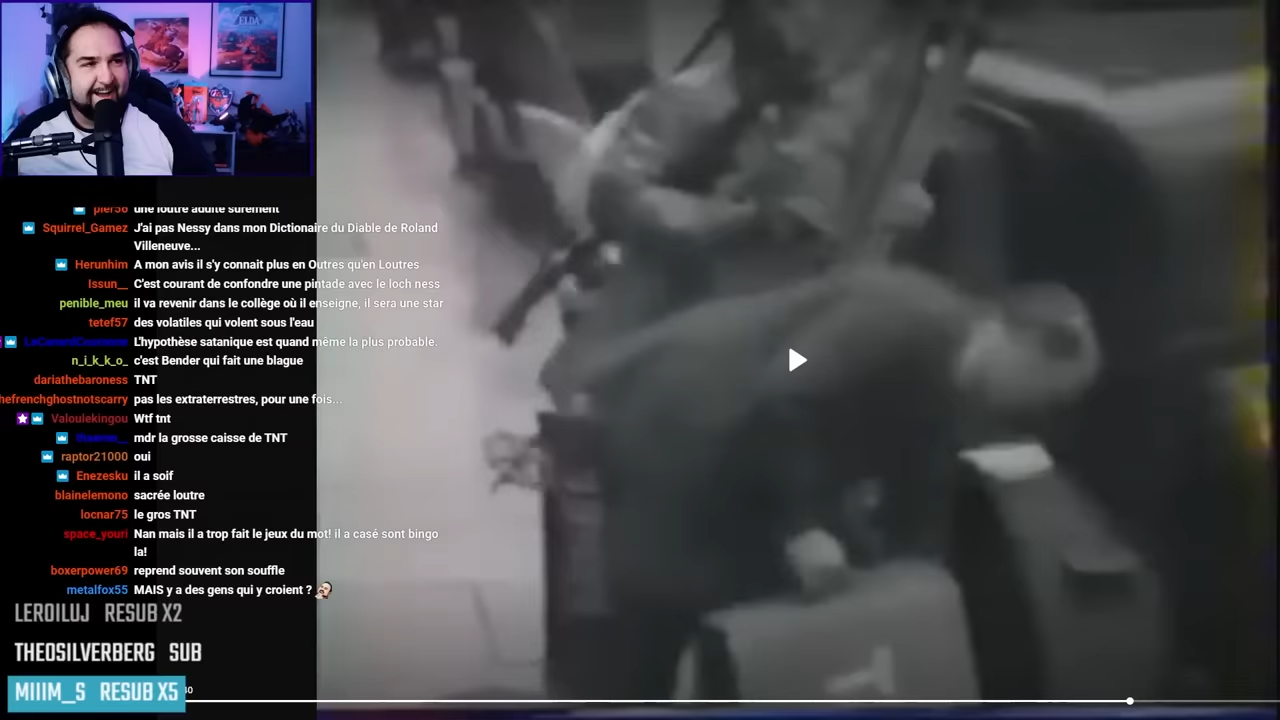 ZELDA
pier56 une loutre adulte sûrement
Squirrel_Gamez J'ai pas Nessy dans mon Dictionaire du Diable de Roland
Villeneuve...
Herunhim A mon avis il s'y connait plus en Outres qu'en Loutres
Issun__ C'est courant de confondre une pintade avec le loch ness
penible_meu il va revenir dans le collège où il enseigne, il sera une star
tetef57 des volatiles qui volent sous l'eau
L'hypothèse satanique est quand même la plus probable.
n_i_k_k_o_ c'est Bender qui fait une blague
dariathebaroness TNT
hefrenchghostnotscarry pas les extraterrestres, pour une fois...
Valoulekingou Wtf tnt
mdr la grosse caisse de TNT
raptor21000 oui
Enezesku il a soif
blainelemono sacrée loutre
locnar75 le gros TNT
space_youri Nan mais il a trop fait le jeux du mot! il a casé sont bingo
la!
boxerpower69 reprend souvent son souffle
metalfox55 MAIS y a des gens qui y croient ?
LEROILUJ RESUB X2
THEOSILVERBERG SUB
MIIIM_S RESUB X5
40